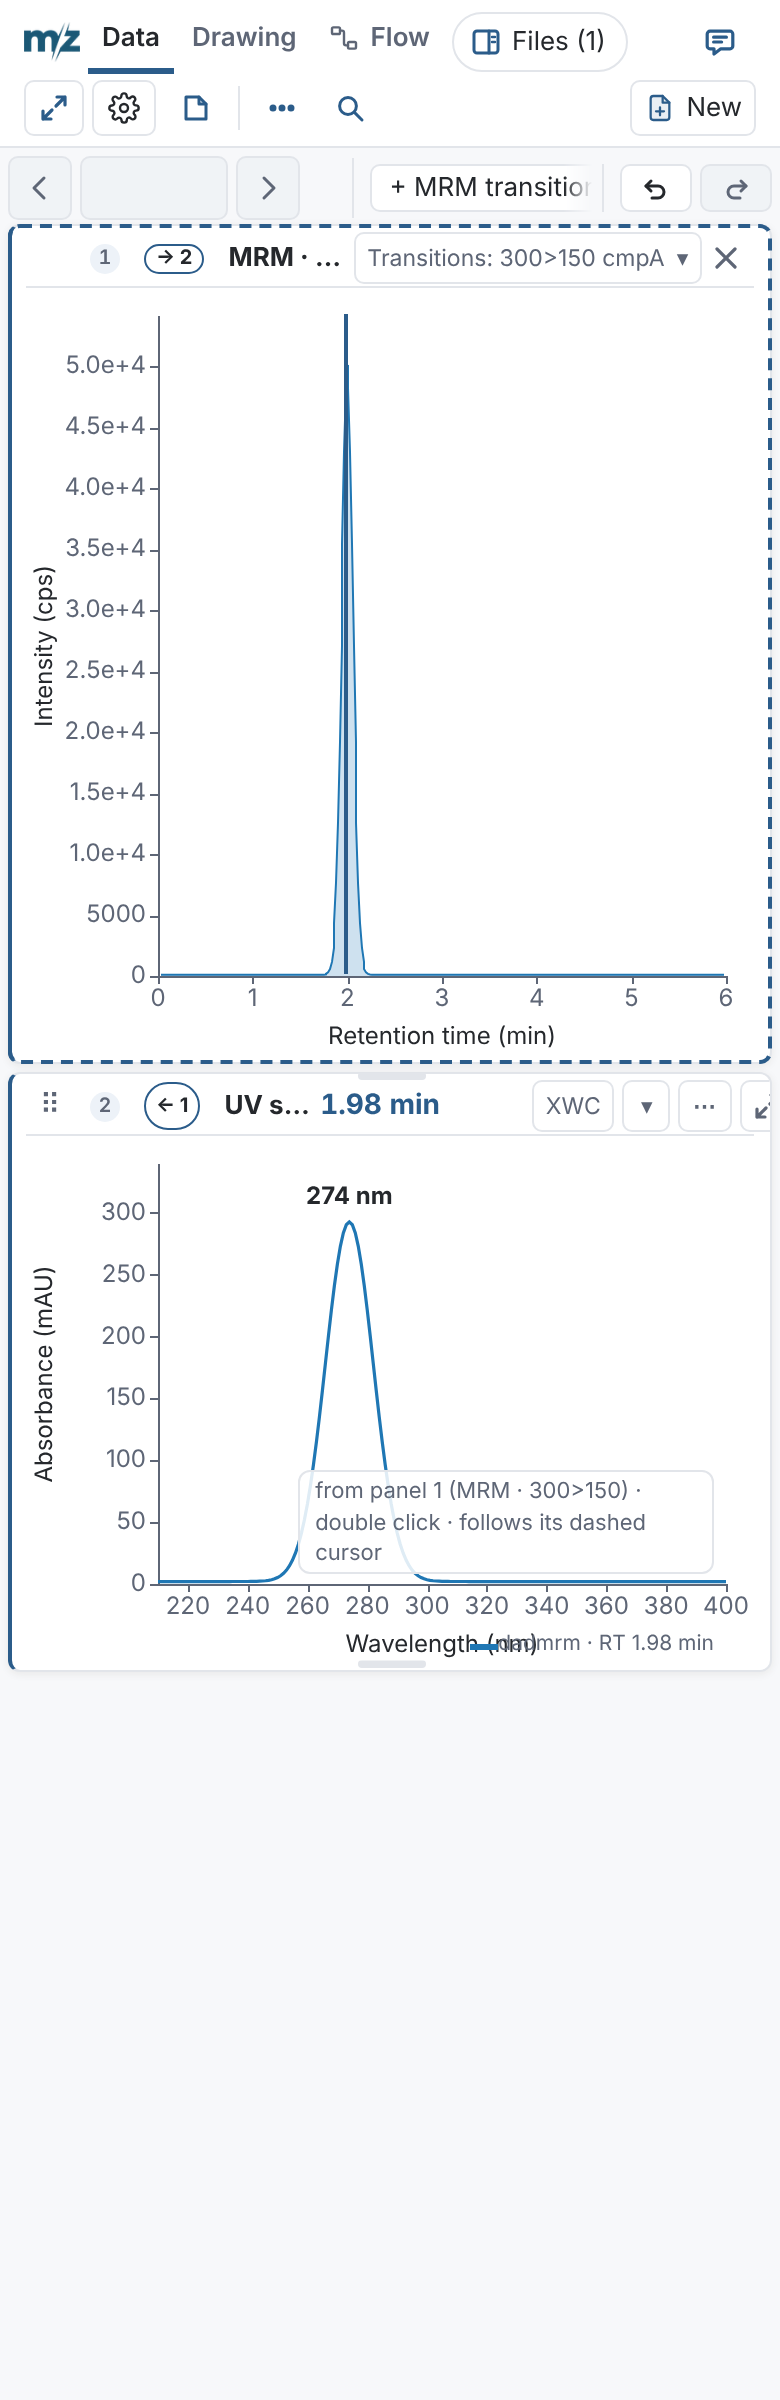 m/z Data Drawing Flow Files (1)
New
+ MRM transition
1 → 2 MRM · ... Transitions: 300>150 cmpA ▾
5.0e+4
4.5e+4
4.0e+4
3.5e+4
3.0e+4
2.5e+4
2.0e+4
1.5e+4
1.0e+4
5000
0
Intensity (cps)
0 1 2 3 4 5 6
Retention time (min)
2 ← 1 UV s... 1.98 min XWC ▾ ...
274 nm
300
250
200
150
100
50
0
Absorbance (mAU)
from panel 1 (MRM · 300>150) ·
double click · follows its dashed
cursor
220 240 260 280 300 320 340 360 380 400
Wavelength (nm)
mrm · RT 1.98 min